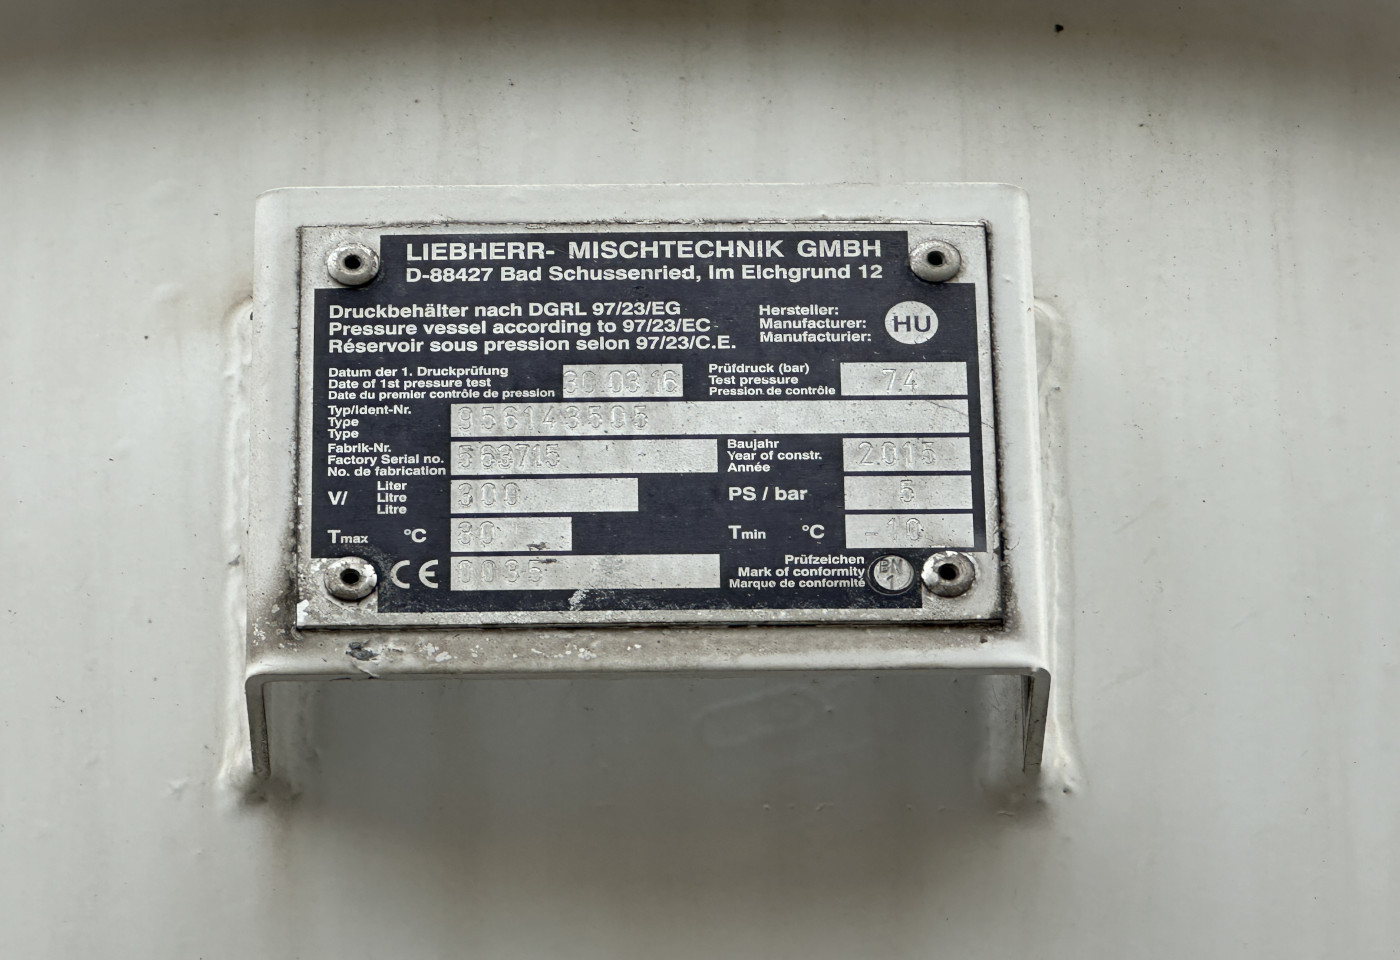 LIEBHERR- MISCHTECHNIK GMBH
D-88427 Bad Schussenried, Im Elchgrund 12
Druckbehälter nach DGRL 97/23/EG
Pressure vessel according to 97/23/EC
Réservoir sous pression selon 97/23/C.E.
Hersteller:
Manufacturer:
Manufacturier:
HU
Datum der 1. Druckprüfung
Date of 1st pressure test
Date du premier contrôle de pression
30.03.16
Prüfdruck (bar)
Test pressure
Pression de contrôle
7.4
Typ/Ident-Nr.
Type
Type
956143505
Fabrik-Nr.
Factory Serial no.
No. de fabrication
563715
Baujahr
Year of constr.
Année
2015
V/
Liter
Litre
Litre
300
PS / bar
5
Tmax °C
80
Tmin °C
-10
CE
0035
Prüfzeichen
Mark of conformity
Marque de conformité